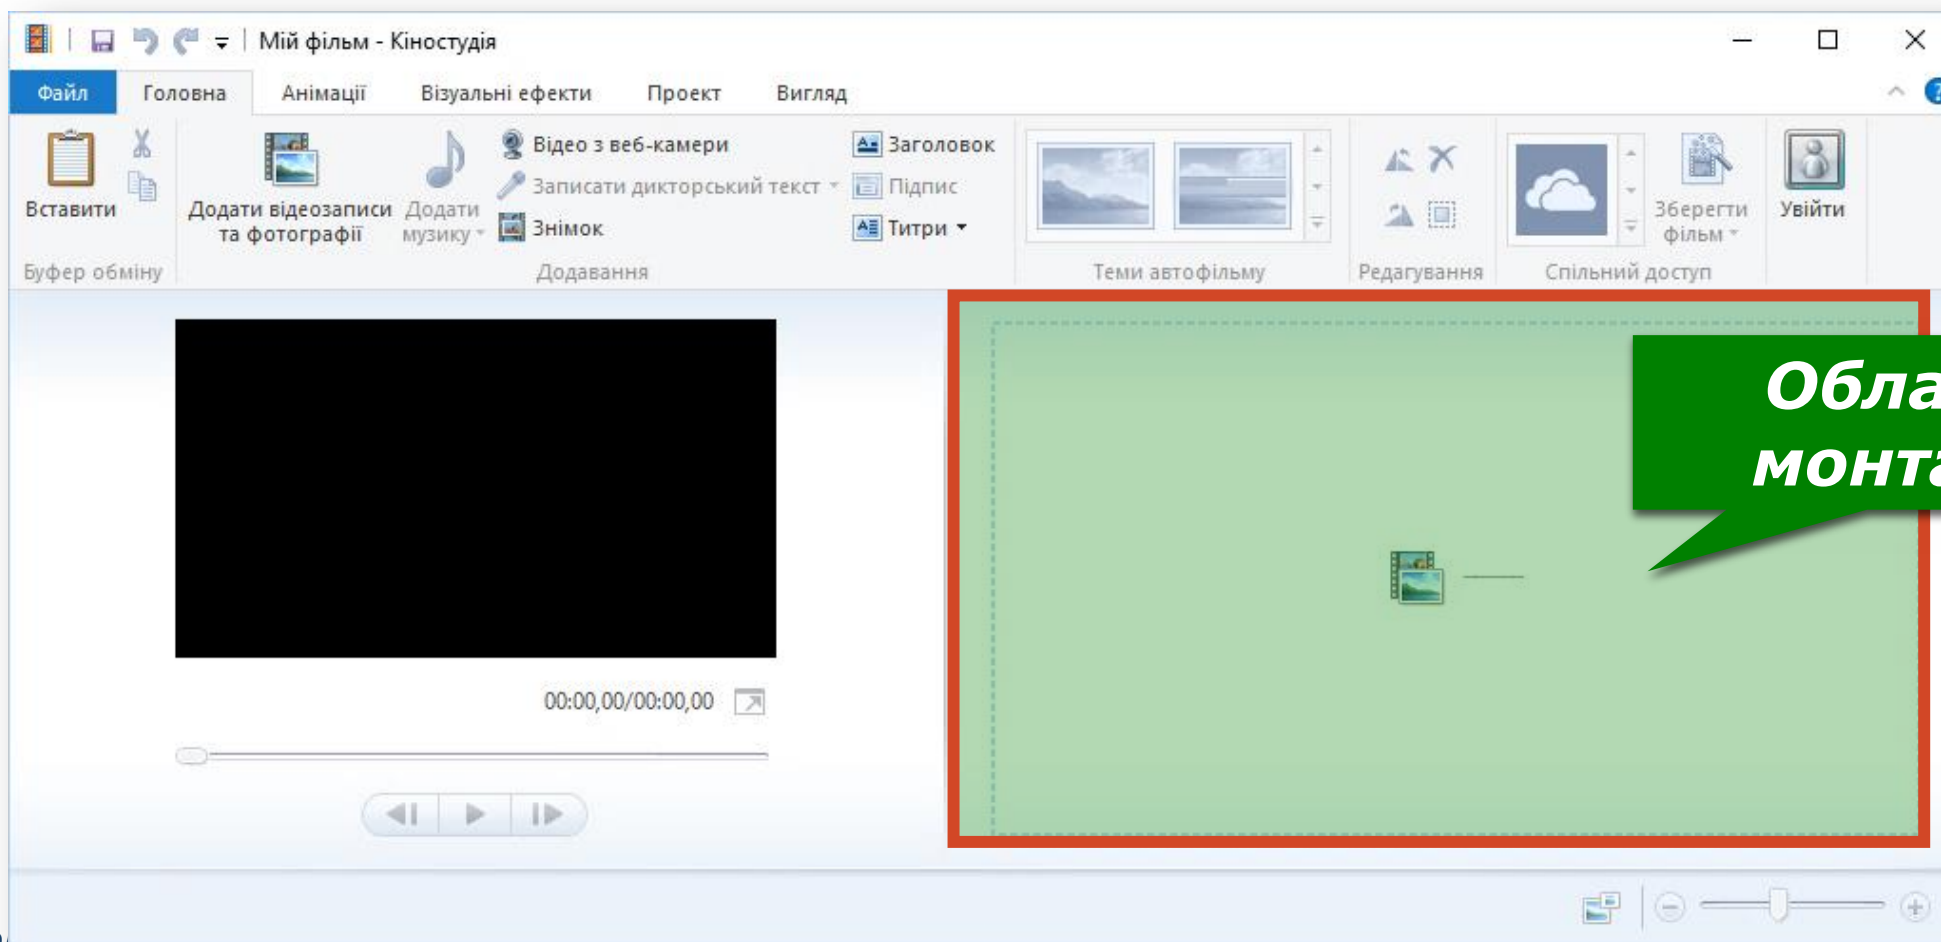 Мій фільм - Кіностудія
Файл Головна Анімації Візуальні ефекти Проект Вигляд
Вставити
Буфер обміну
Додати відеозаписи
та фотографії
Додати
музику
Відео з веб-камери
Записати дикторський текст
Знімок
Заголовок
Підпис
Титри
Додавання
Теми автофільму
Редагування
Зберегти
фільм
Спільний доступ
Увійти
00:00,00/00:00,00